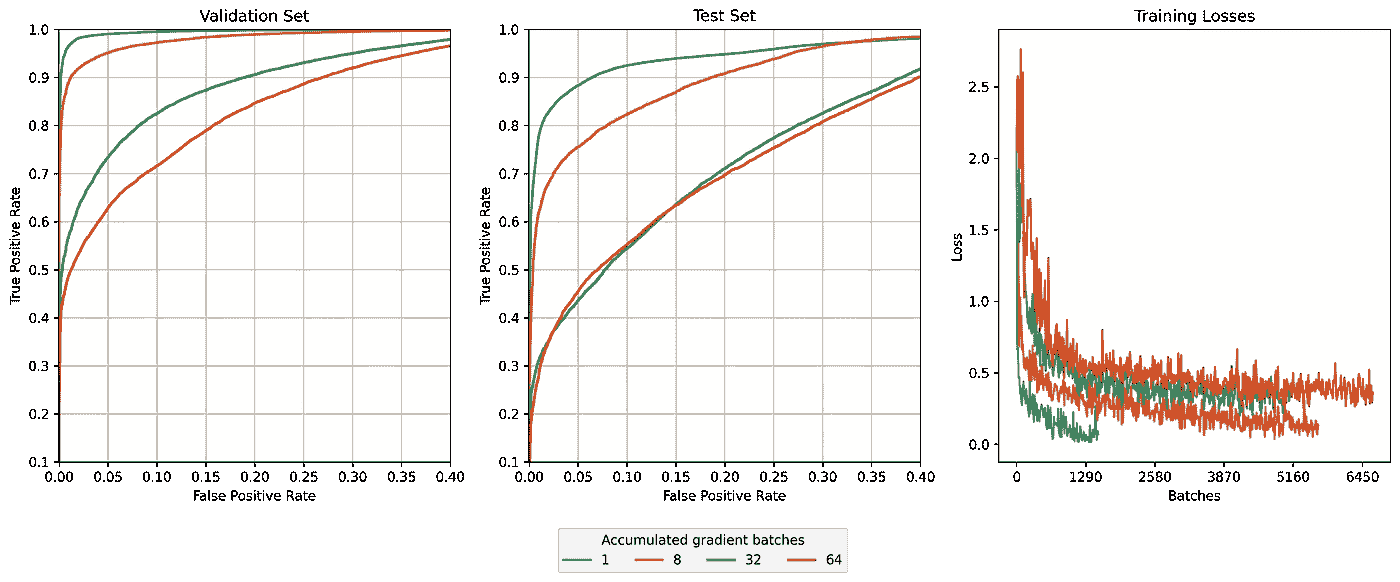 Validation Set
Test Set
Training Losses
1.0
0.9
0.8
0.7
0.6
0.5
0.4
0.3
0.2
0.1
True Positive Rate
0.00 0.05 0.10 0.15 0.20 0.25 0.30 0.35 0.40
False Positive Rate
1.0
0.9
0.8
0.7
0.6
0.5
0.4
0.3
0.2
0.1
True Positive Rate
0.00 0.05 0.10 0.15 0.20 0.25 0.30 0.35 0.40
False Positive Rate
2.5
2.0
1.5
1.0
0.5
0.0
Loss
0 1290 2580 3870 5160 6450
Batches
Accumulated gradient batches
1 8 32 64